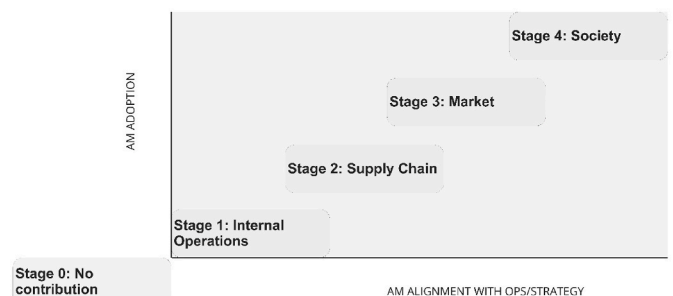 Stage 4: Society
AM ADOPTION
Stage 3: Market
Stage 2: Supply Chain
Stage 1: Internal
Operations
Stage 0: No
contribution
AM ALIGNMENT WITH OPS/STRATEGY